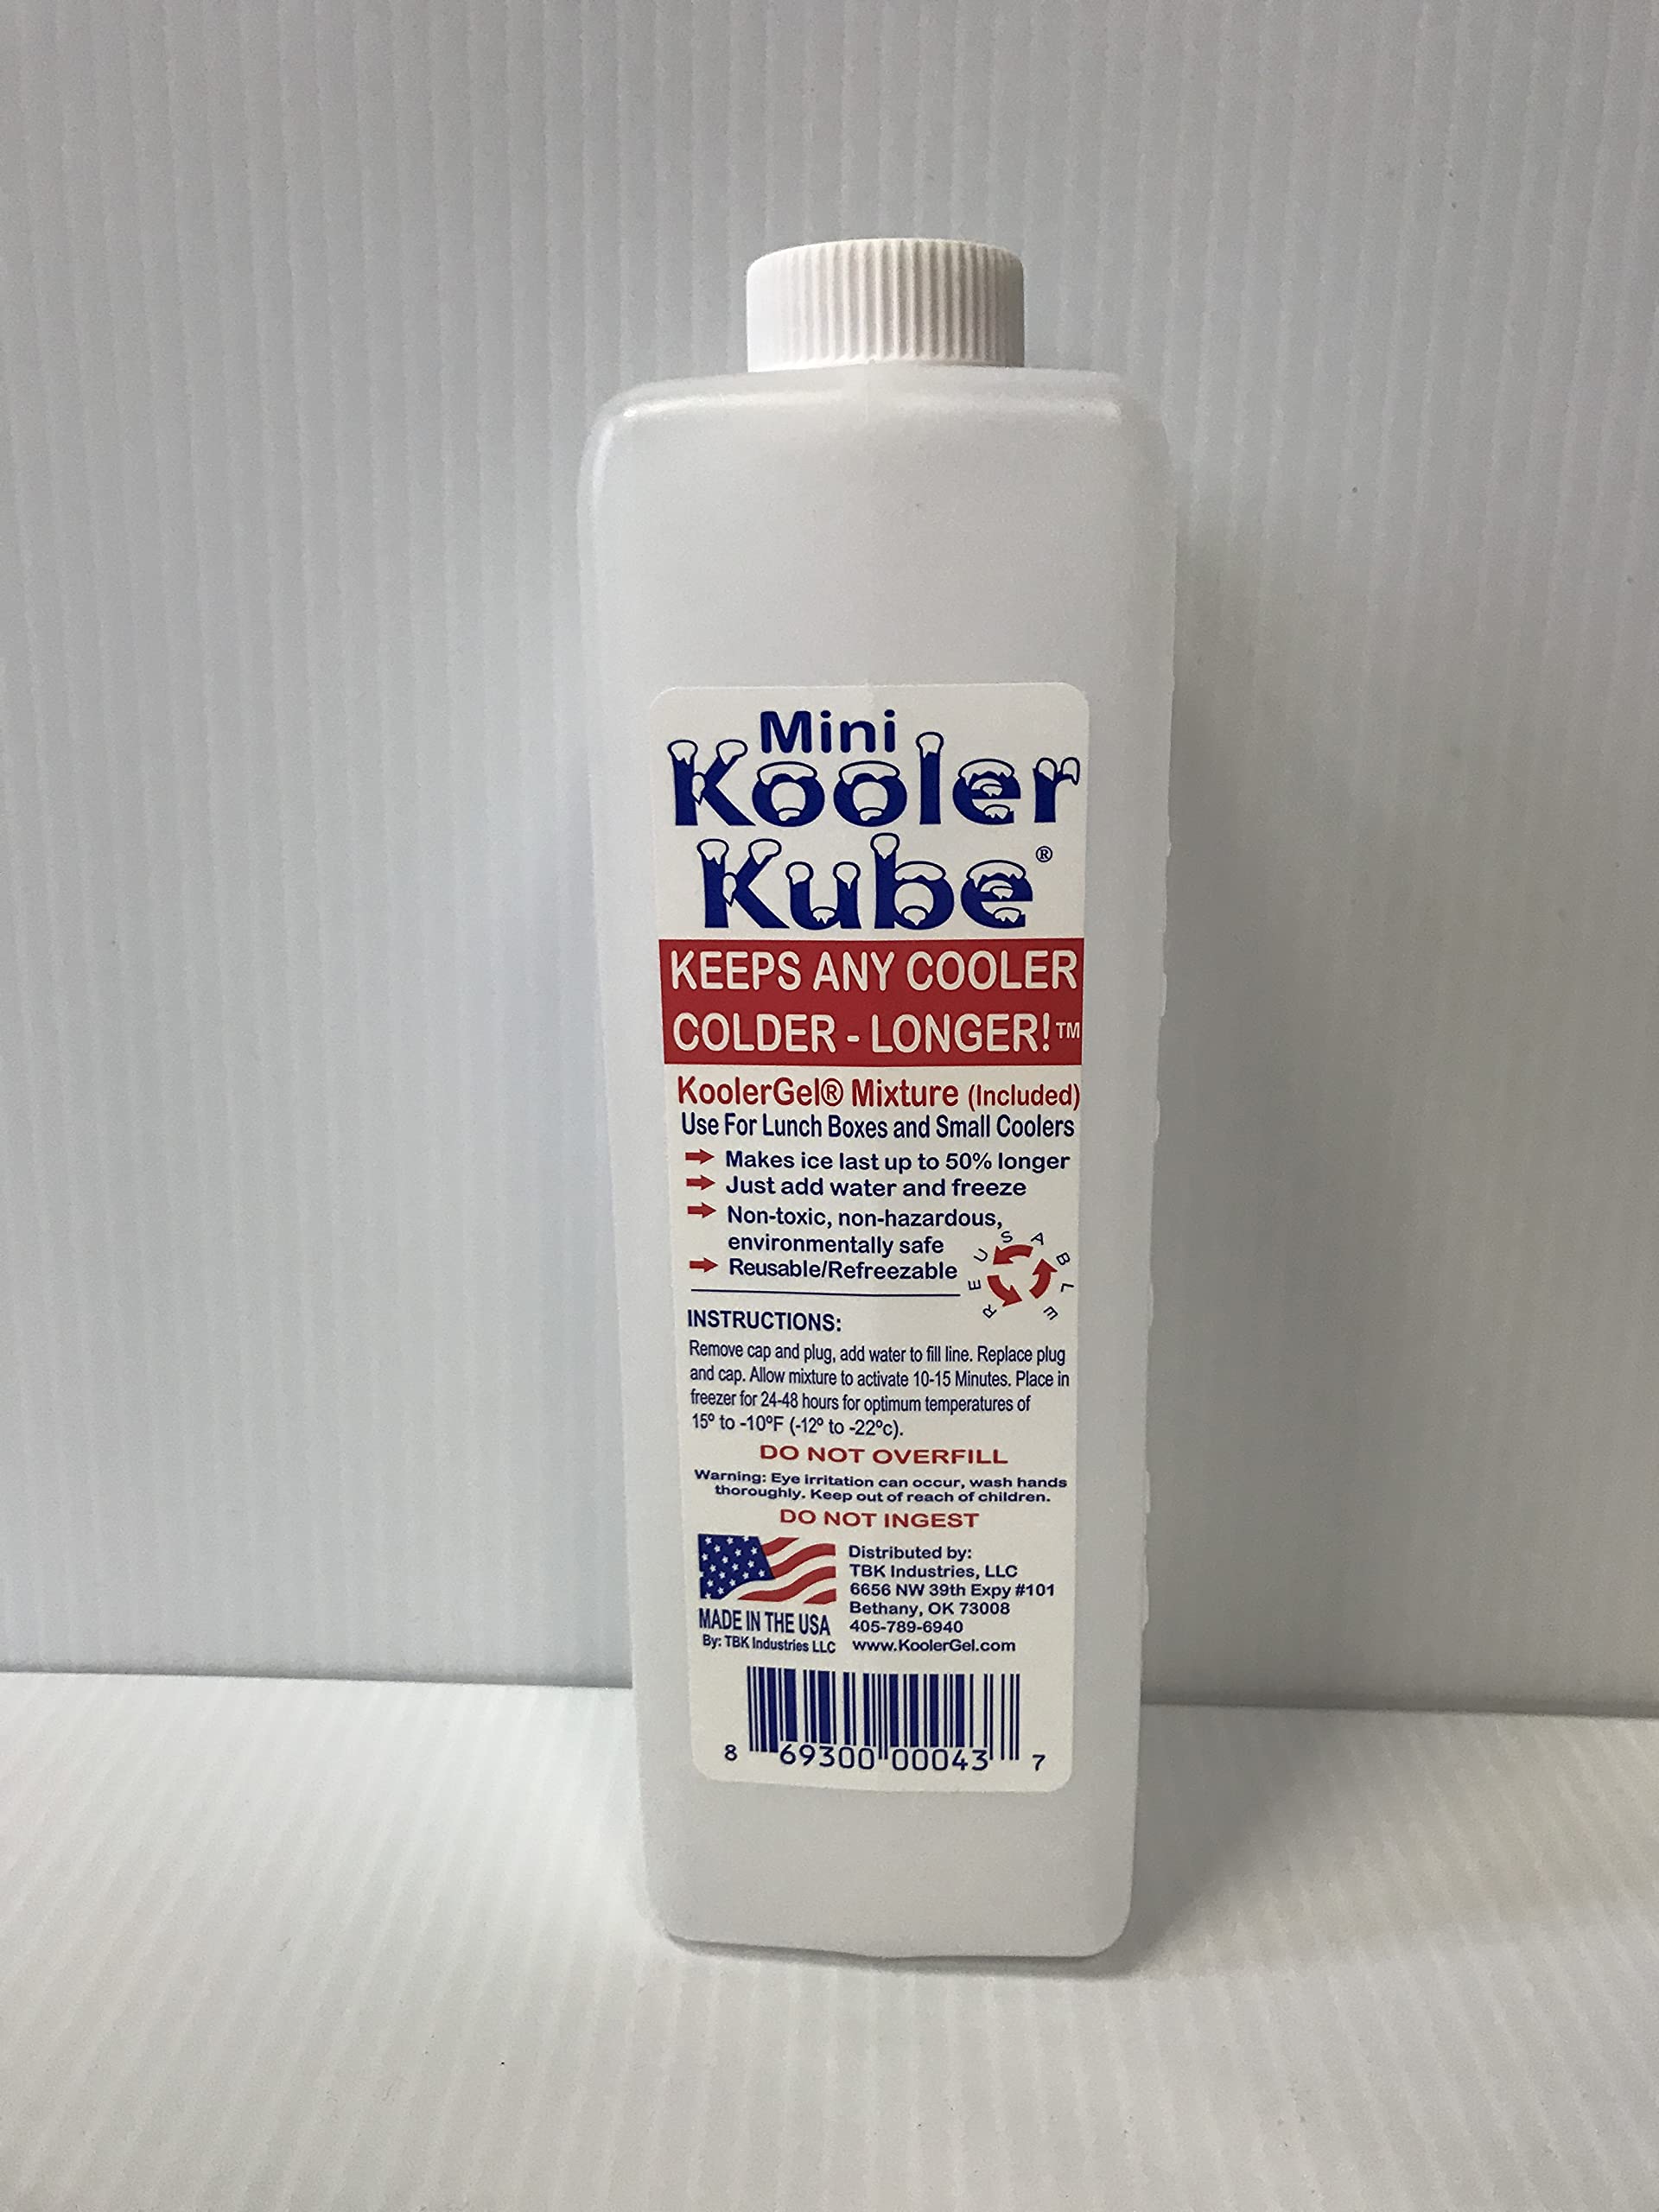 Mini
Kooler
Kube®
KEEPS ANY COOLER
COLDER - LONGER!™
KoolerGel® Mixture (Included)
Use For Lunch Boxes and Small Coolers
Makes ice last up to 50% longer
Just add water and freeze
Non-toxic, non-hazardous,
environmentally safe
Reusable/Refreezable
REUSABLE
INSTRUCTIONS:
Remove cap and plug, add water to fill line. Replace plug
and cap. Allow mixture to activate 10-15 Minutes. Place in
freezer for 24-48 hours for optimum temperatures of
15º to -10ºF (-12º to -22ºc).
DO NOT OVERFILL
Warning: Eye irritation can occur, wash hands
thoroughly. Keep out of reach of children.
DO NOT INGEST
Distributed by:
TBK Industries, LLC
6656 NW 39th Expy #101
Bethany, OK 73008
405-789-6940
www.KoolerGel.com
MADE IN THE USA
By: TBK Industries LLC
8 69300 00043 7